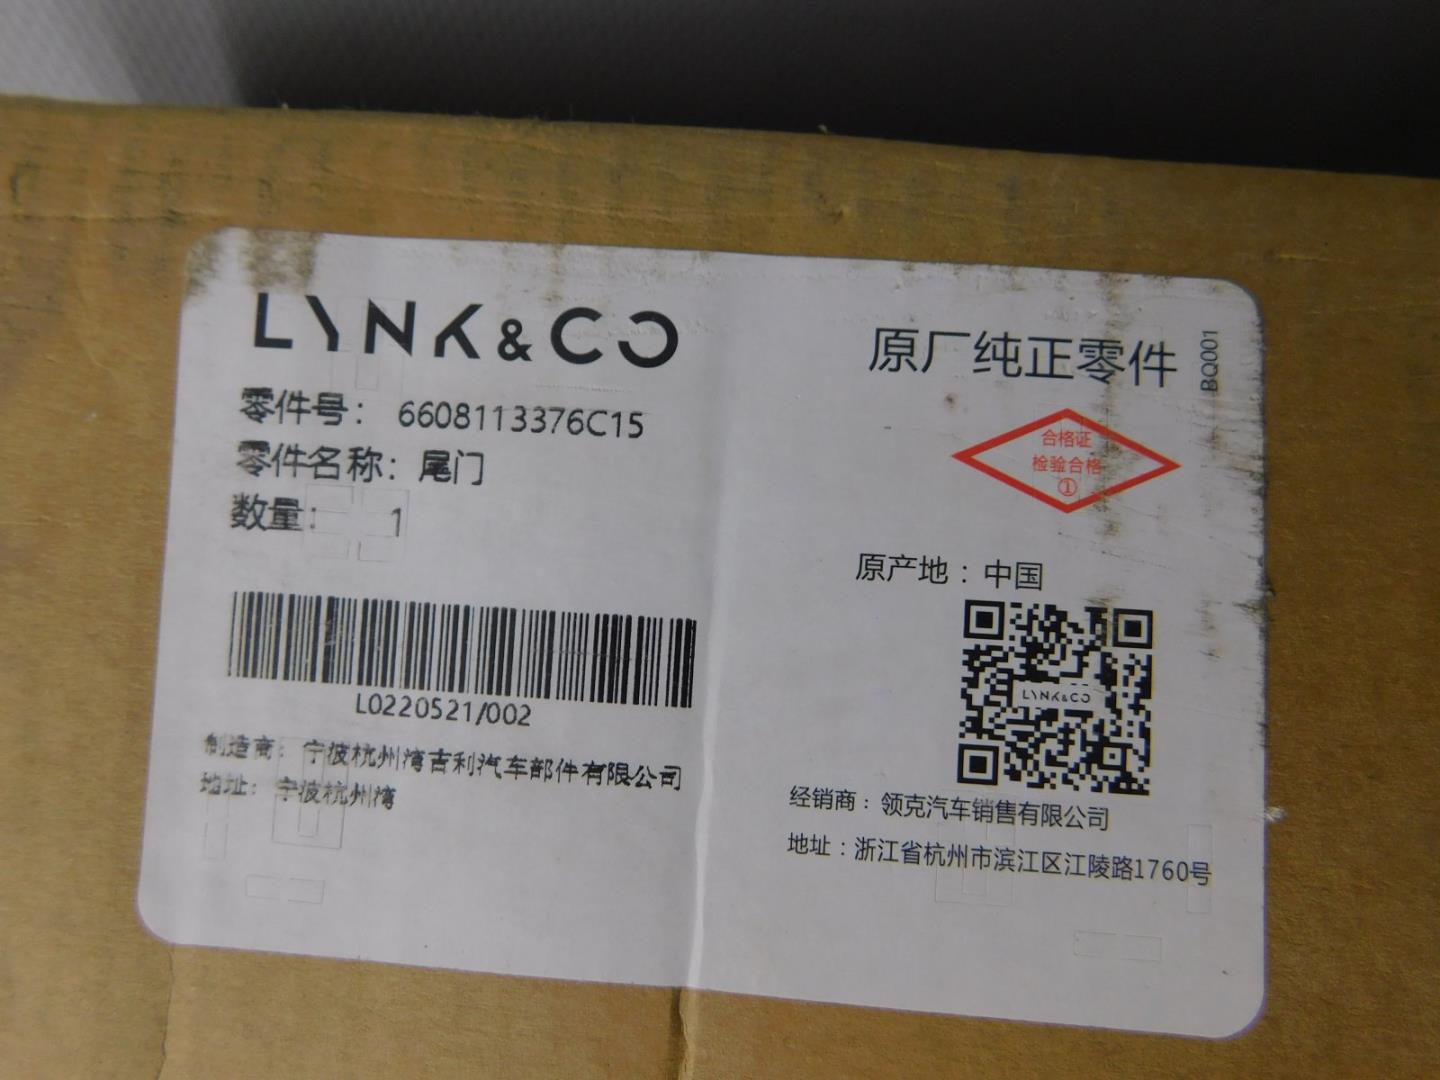 LYNK&CO
零件号： 6608113376C15
零件名称：尾门
数量： 1
L0220521/002
制造商：宁波杭州湾吉利汽车部件有限公司
地址：宁波杭州湾
原厂纯正零件
BQ001
合格证
检验合格
①
原产地：中国
LYNK&CO
经销商：领克汽车销售有限公司
地址：浙江省杭州市滨江区江陵路1760号